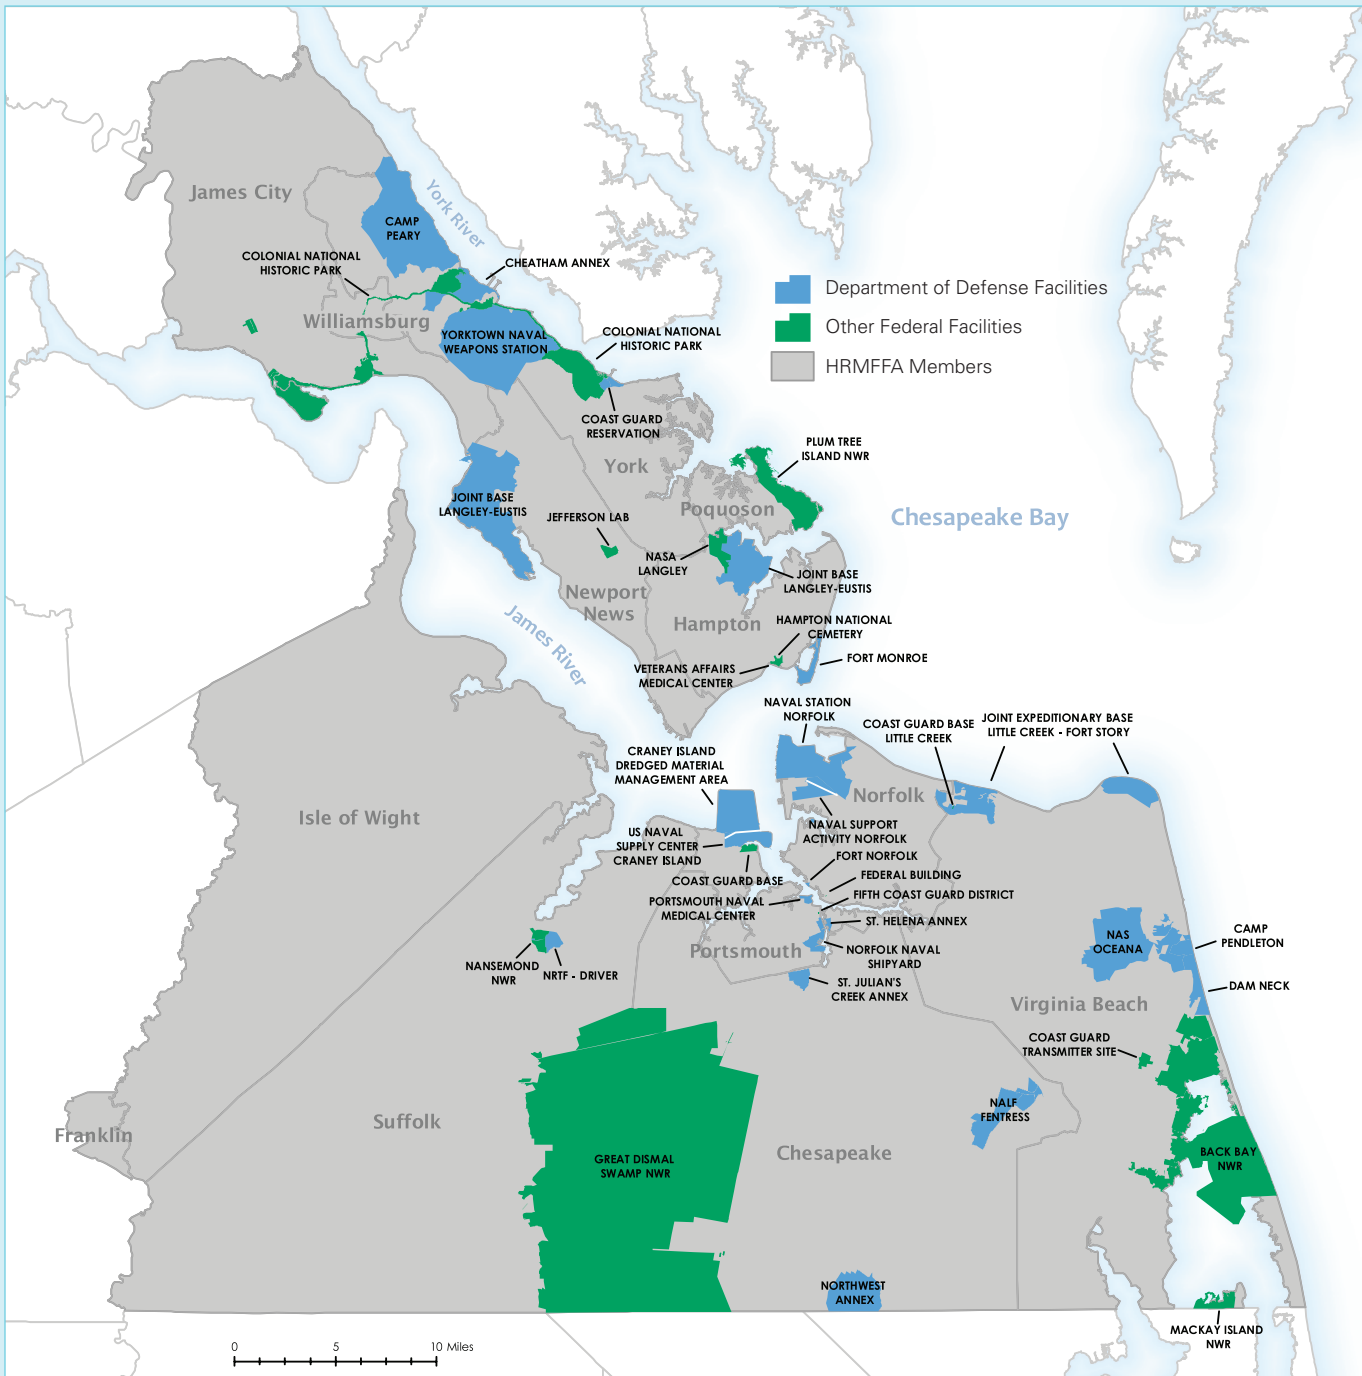 James City
York River
CAMP
PEARY
COLONIAL NATIONAL
HISTORIC PARK
CHEATHAM ANNEX
Department of Defense Facilities
Other Federal Facilities
HRMFFA Members
Williamsburg
YORKTOWN NAVAL
WEAPONS STATION
COLONIAL NATIONAL
HISTORIC PARK
COAST GUARD
RESERVATION
York
PLUM TREE
ISLAND NWR
JOINT BASE
LANGLEY-EUSTIS
JEFFERSON LAB
Poquoson
Chesapeake Bay
NASA
LANGLEY
JOINT BASE
LANGLEY-EUSTIS
Newport
News
Hampton
HAMPTON NATIONAL
CEMETERY
James River
FORT MONROE
VETERANS AFFAIRS
MEDICAL CENTER
NAVAL STATION
NORFOLK
COAST GUARD BASE
LITTLE CREEK
JOINT EXPEDITIONARY BASE
LITTLE CREEK - FORT STORY
CRANEY ISLAND
DREDGED MATERIAL
MANAGEMENT AREA
Isle of Wight
Norfolk
US NAVAL
SUPPLY CENTER
CRANEY ISLAND
NAVAL SUPPORT
ACTIVITY NORFOLK
FORT NORFOLK
COAST GUARD BASE
FEDERAL BUILDING
PORTSMOUTH NAVAL
MEDICAL CENTER
FIFTH COAST GUARD DISTRICT
ST. HELENA ANNEX
Portsmouth
NORFOLK NAVAL
SHIPYARD
NAS
OCEANA
CAMP
PENDLETON
NANSEMOND
NWR
NRTF - DRIVER
ST. JULIAN'S
CREEK ANNEX
DAM NECK
Virginia Beach
COAST GUARD
TRANSMITTER SITE
NALF
FENTRESS
Suffolk
Franklin
GREAT DISMAL
SWAMP NWR
Chesapeake
BACK BAY
NWR
NORTHWEST
ANNEX
MACKAY ISLAND
NWR
0 5 10 Miles